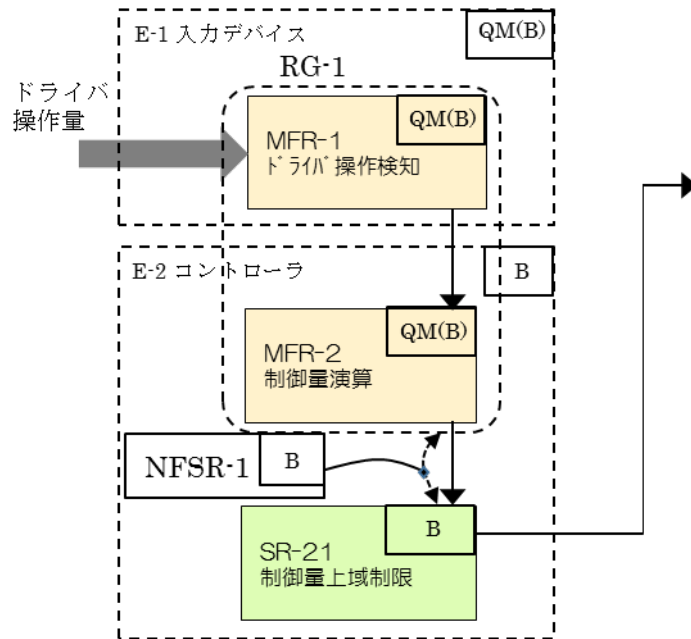 E-1 入力デバイス
QM(B)
RG-1
ドライバ
操作量
QM(B)
MFR-1
ﾄﾞﾗｲﾊﾞ操作検知
E-2 コントローラ
B
QM(B)
MFR-2
制御量演算
NFSR-1
B
B
SR-21
制御量上域制限